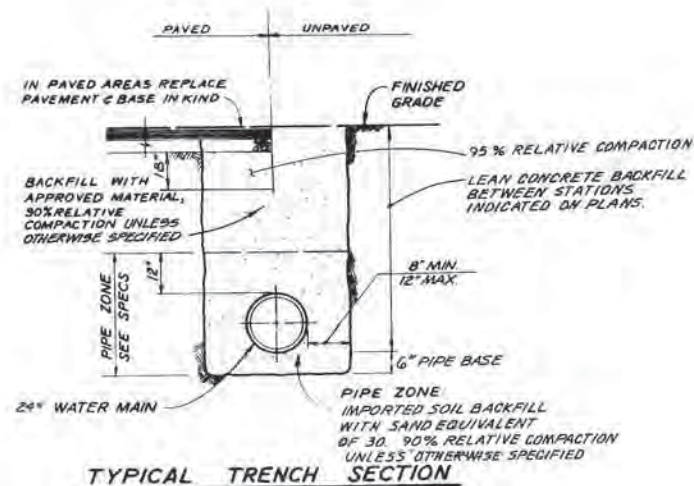 PAVED
UNPAVED
IN PAVED AREAS REPLACE
PAVEMENT & BASE IN KIND
FINISHED
GRADE
18"
95% RELATIVE COMPACTION
BACKFILL WITH
APPROVED MATERIAL,
90% RELATIVE
COMPACTION UNLESS
OTHERWISE SPECIFIED
LEAN CONCRETE BACKFILL
BETWEEN STATIONS
INDICATED ON PLANS.
12"
8" MIN.
12" MAX.
PIPE ZONE
SEE SPECS
6" PIPE BASE
24" WATER MAIN
PIPE ZONE
IMPORTED SOIL BACKFILL
WITH SAND EQUIVALENT
OF 30. 90% RELATIVE COMPACTION
UNLESS OTHERWISE SPECIFIED
TYPICAL TRENCH SECTION